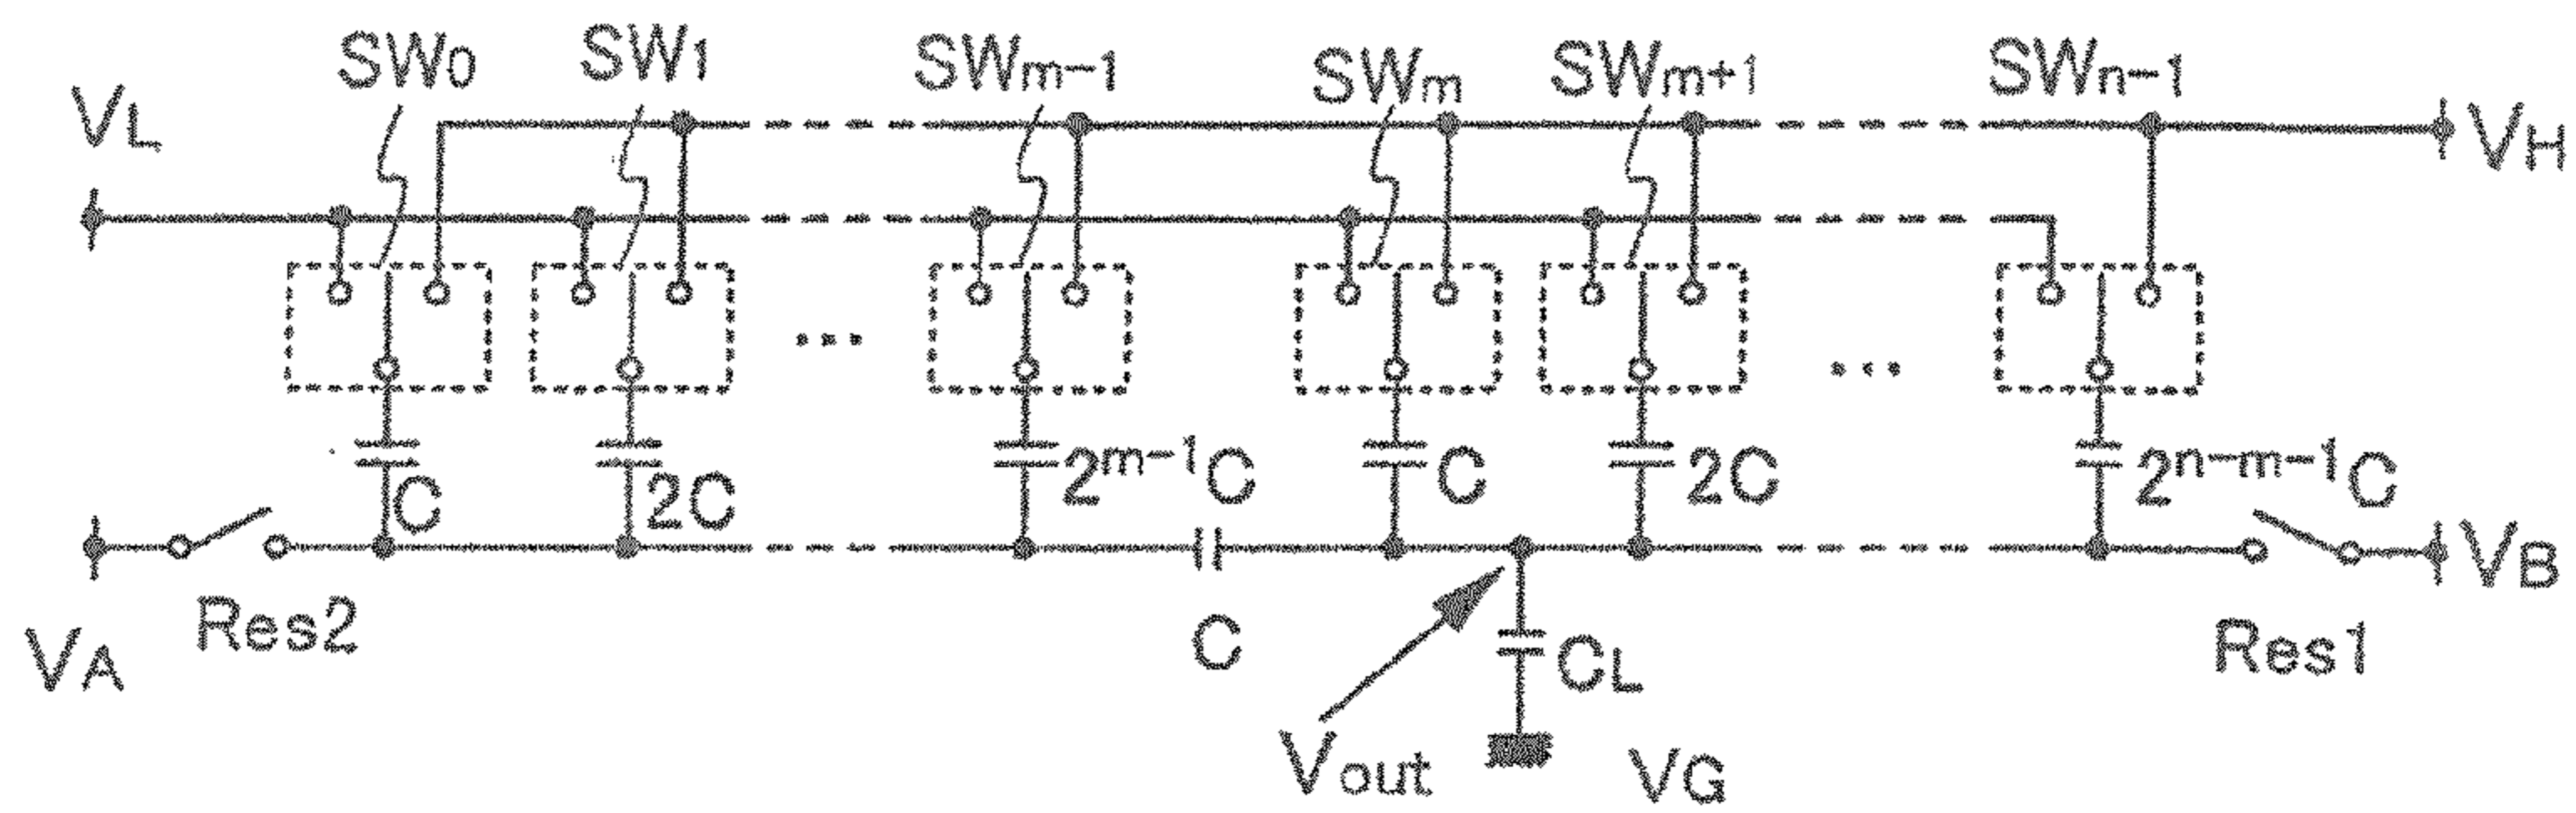 VL SW0 SW1 SWm-1 SWm SWm+1 SWn-1 VH
... ...
C 2C 2m-1C C 2C 2n-m-1C
VA Res2 C CL Res1 VB
Vout VG